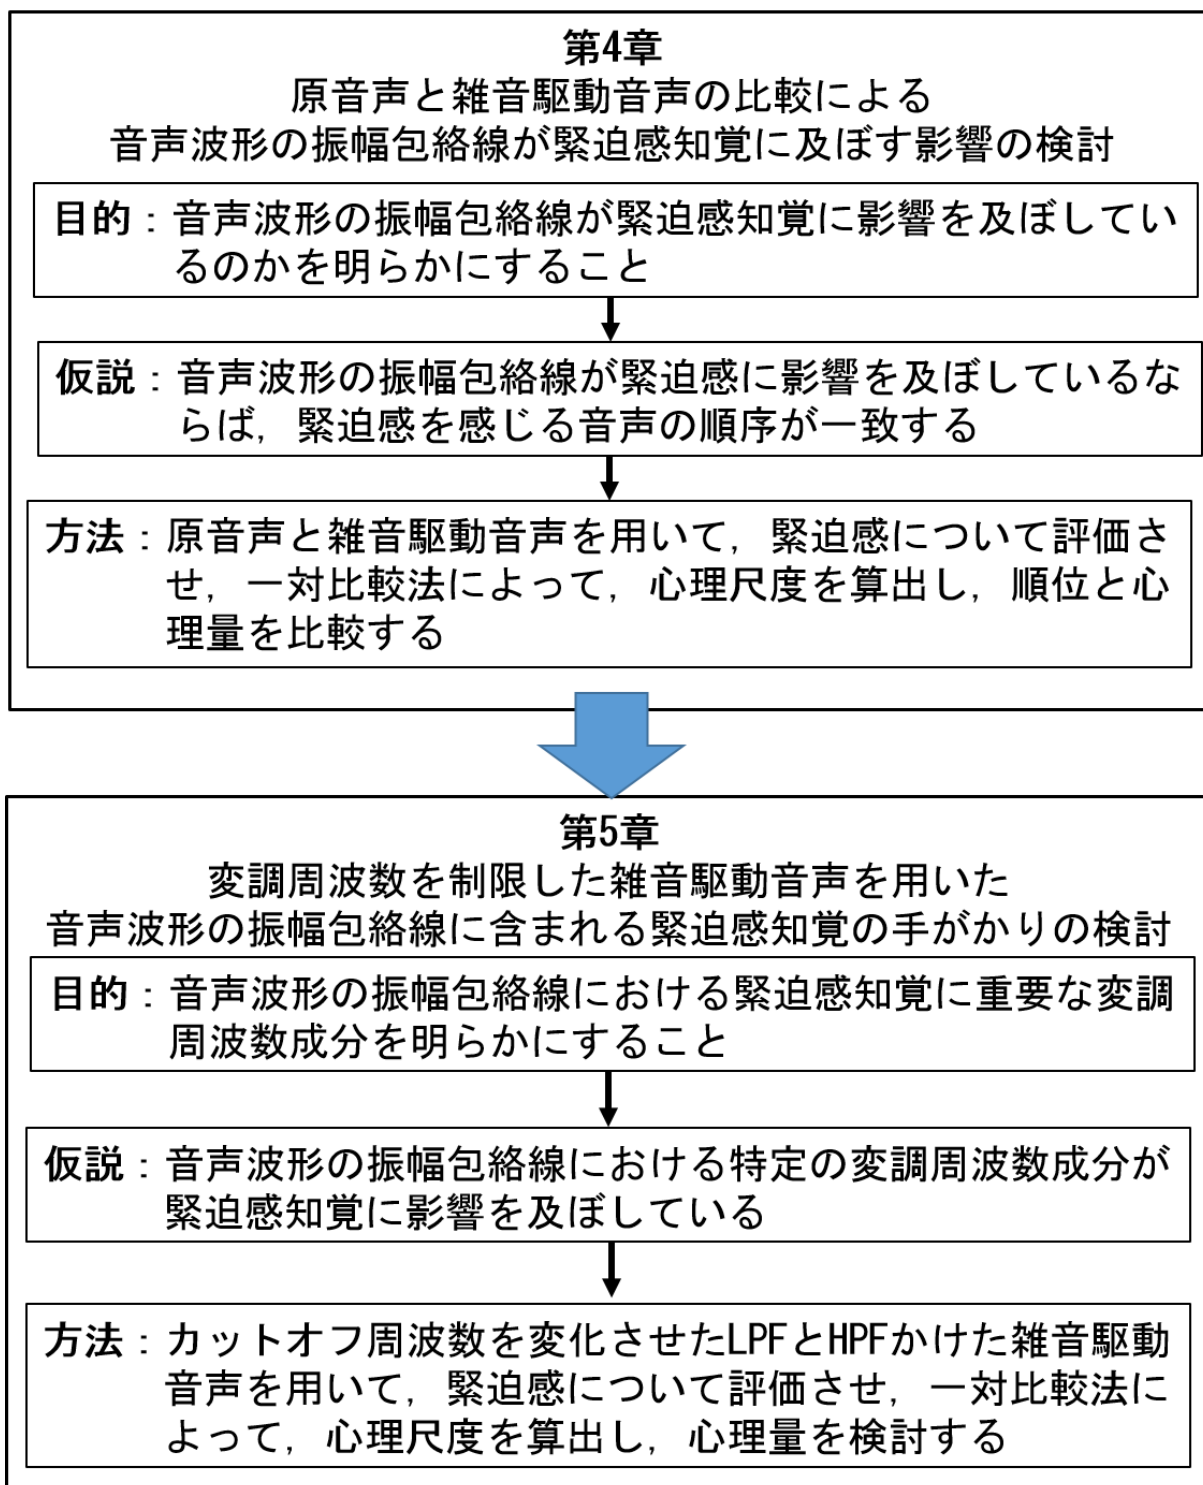 第4章
原音声と雑音駆動音声の比較による
音声波形の振幅包絡線が緊迫感知覚に及ぼす影響の検討
目的：音声波形の振幅包絡線が緊迫感知覚に影響を及ぼしてい
るのかを明らかにすること
仮説：音声波形の振幅包絡線が緊迫感に影響を及ぼしているな
らば，緊迫感を感じる音声の順序が一致する
方法：原音声と雑音駆動音声を用いて，緊迫感について評価さ
せ，一対比較法によって，心理尺度を算出し，順位と心
理量を比較する
第5章
変調周波数を制限した雑音駆動音声を用いた
音声波形の振幅包絡線に含まれる緊迫感知覚の手がかりの検討
目的：音声波形の振幅包絡線における緊迫感知覚に重要な変調
周波数成分を明らかにすること
仮説：音声波形の振幅包絡線における特定の変調周波数成分が
緊迫感知覚に影響を及ぼしている
方法：カットオフ周波数を変化させたLPFとHPFかけた雑音駆動
音声を用いて，緊迫感について評価させ，一対比較法に
よって，心理尺度を算出し，心理量を検討する